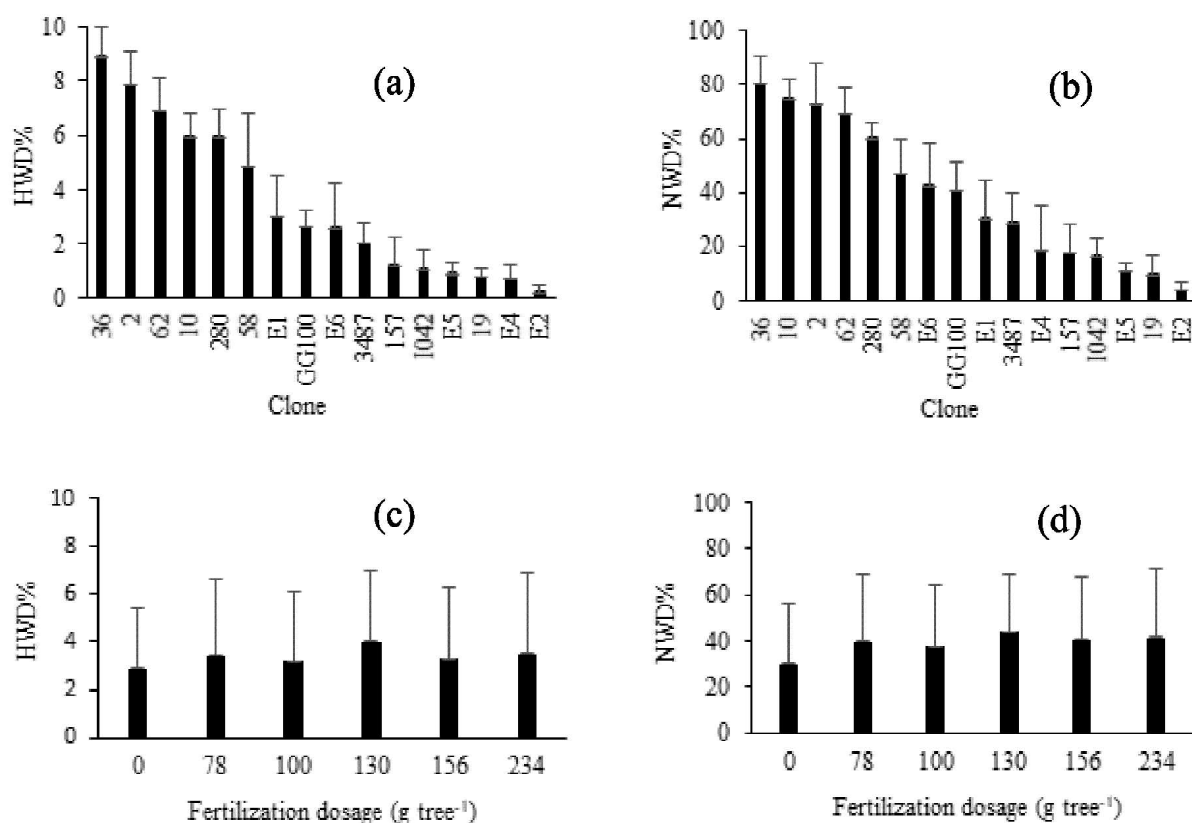 (a)
HWD%
10
8
6
4
2
0
36 2 62 10 280 58 E1 GG100 E6 3487 157 1042 E5 19 E4 E2
Clone
(b)
NWD%
100
80
60
40
20
0
36 10 2 62 280 58 E6 GG100 E1 3487 E4 157 1042 E5 19 E2
Clone
(c)
HWD%
10
8
6
4
2
0
0 78 100 130 156 234
Fertilization dosage (g tree⁻¹)
(d)
NWD%
100
80
60
40
20
0
0 78 100 130 156 234
Fertilization dosage (g tree⁻¹)